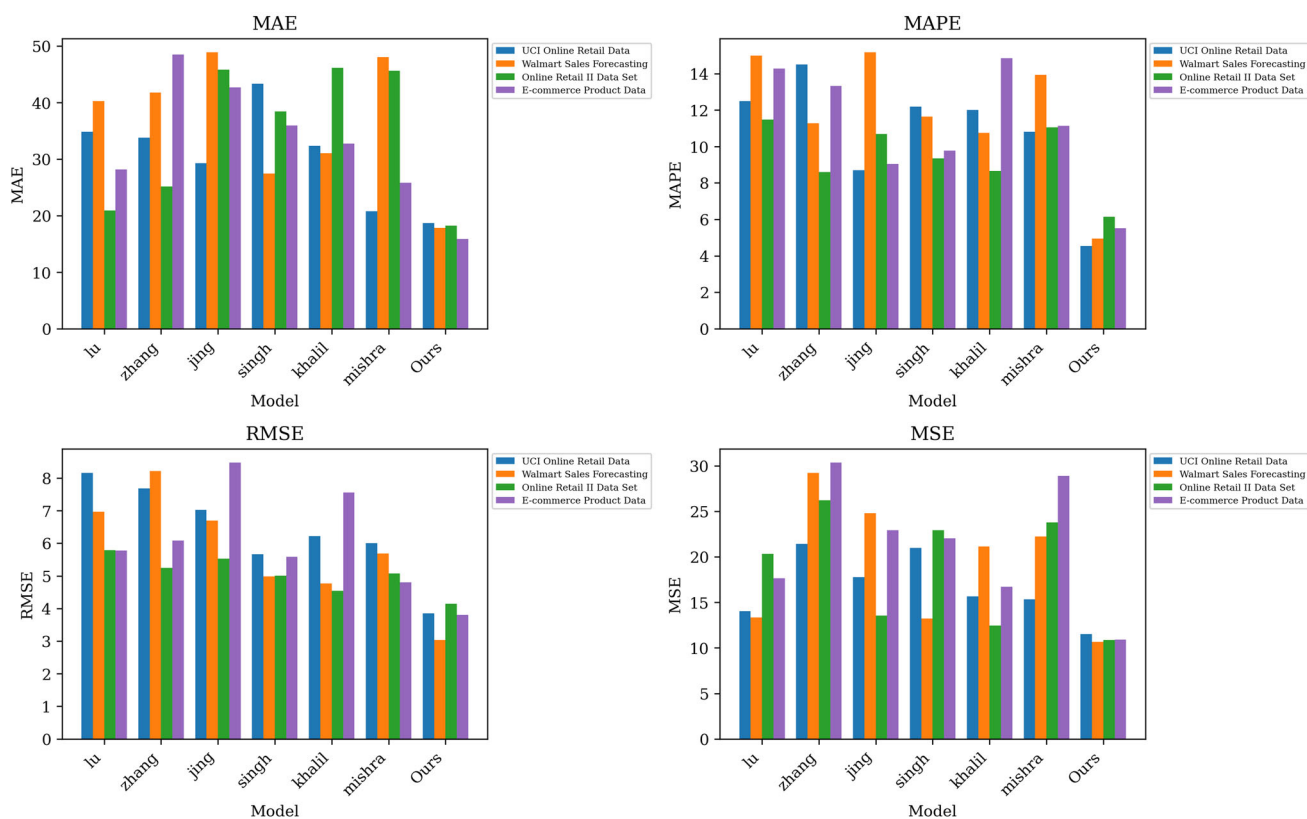 MAE
MAE
50
40
30
20
10
0
lu
zhang
jing
singh
khalil
mishra
Ours
Model
UCI Online Retail Data
Walmart Sales Forecasting
Online Retail II Data Set
E-commerce Product Data
MAPE
MAPE
14
12
10
8
6
4
2
0
lu
zhang
jing
singh
khalil
mishra
Ours
Model
UCI Online Retail Data
Walmart Sales Forecasting
Online Retail II Data Set
E-commerce Product Data
RMSE
RMSE
8
7
6
5
4
3
2
1
0
lu
zhang
jing
singh
khalil
mishra
Ours
Model
UCI Online Retail Data
Walmart Sales Forecasting
Online Retail II Data Set
E-commerce Product Data
MSE
MSE
30
25
20
15
10
5
0
lu
zhang
jing
singh
khalil
mishra
Ours
Model
UCI Online Retail Data
Walmart Sales Forecasting
Online Retail II Data Set
E-commerce Product Data